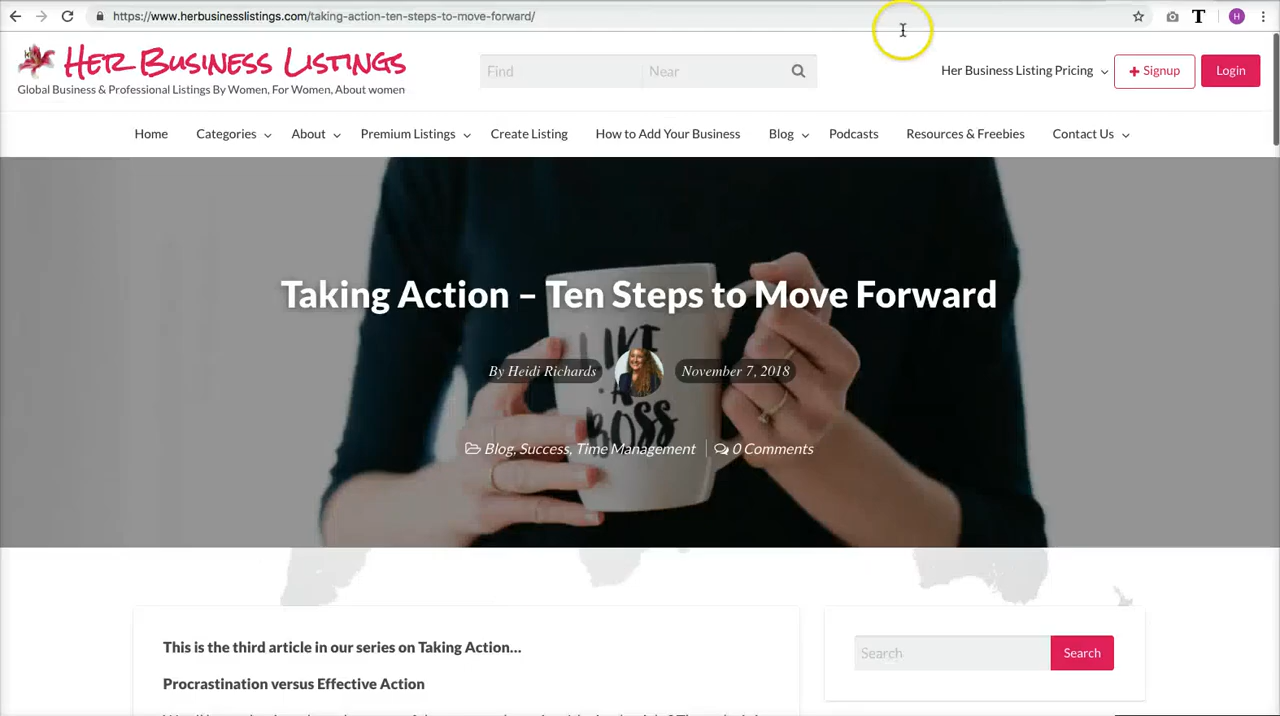 https://www.herbusinesslistings.com/taking-action-ten-steps-to-move-forward/
T
H
Her Business Listings
Global Business & Professional Listings By Women, For Women, About women
Find
Near
Her Business Listing Pricing
+ Signup
Login
Home
Categories
About
Premium Listings
Create Listing
How to Add Your Business
Blog
Podcasts
Resources & Freebies
Contact Us
Taking Action – Ten Steps to Move Forward
LIKE
A
BOSS
By Heidi Richards
November 7, 2018
Blog, Success, Time Management
0 Comments
This is the third article in our series on Taking Action...
Procrastination versus Effective Action
Search
Search